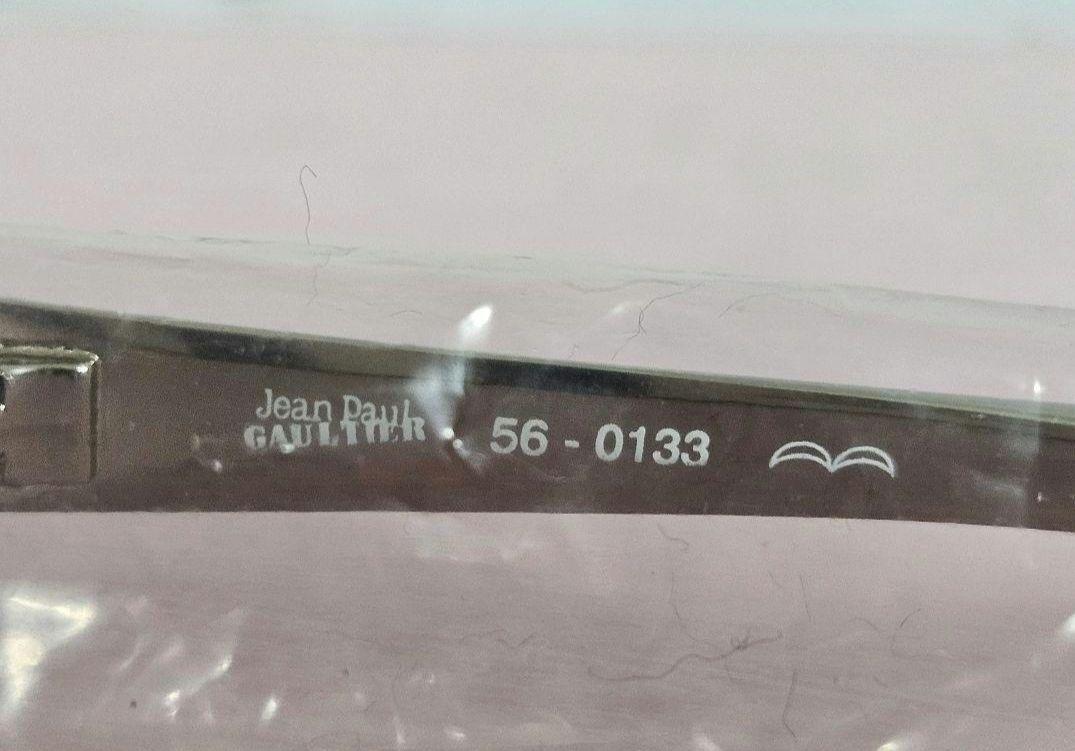 Jean Paul
GAULTIER 56 - 0133